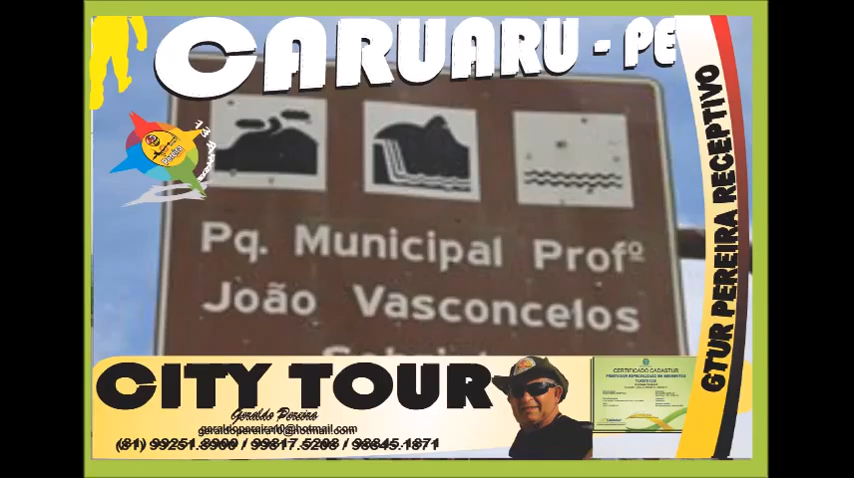 CARUARU - PE
GTUR PEREIRA RECEPTIVO
Pq. Municipal Profº
João Vasconcelos
CITY TOUR
Geraldo Pereira
geraldopereira10@hotmail.com
(81) 99251.8900 / 99817.5208 / 98845.1871
CERTIFICADO CADASTUR